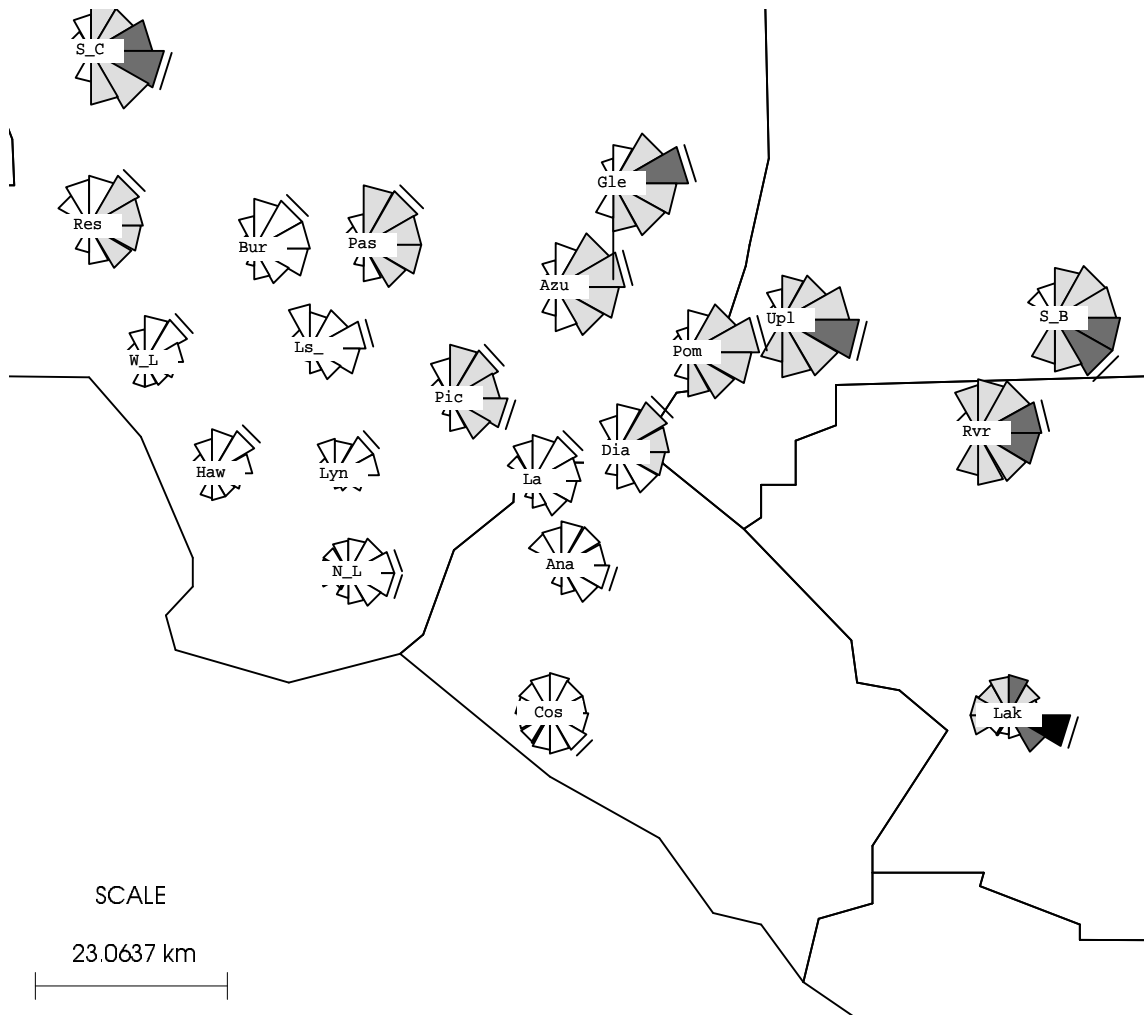 S_C
Gle
Res
Bur
Pas
Azu
Upl
S_B
W_L
Ls_
Pom
Pic
Rvr
Dia
Haw
Lyn
La
N_L
Ana
Cos
Lak
SCALE
23.0637 km